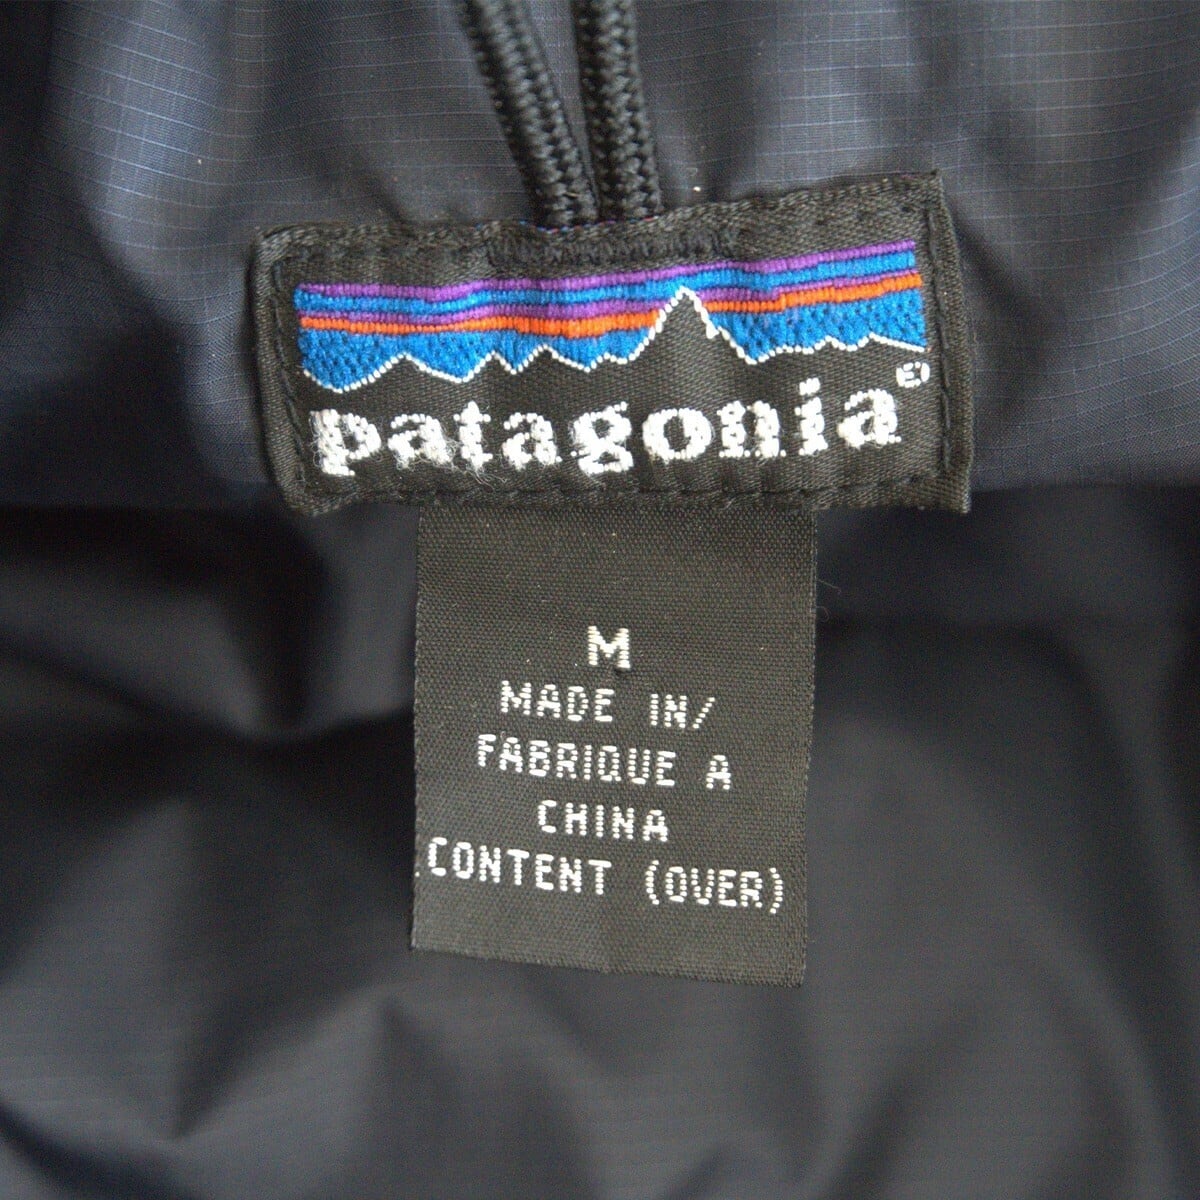 patagonia®
M
MADE IN/
FABRIQUE A
CHINA
CONTENT (OVER)